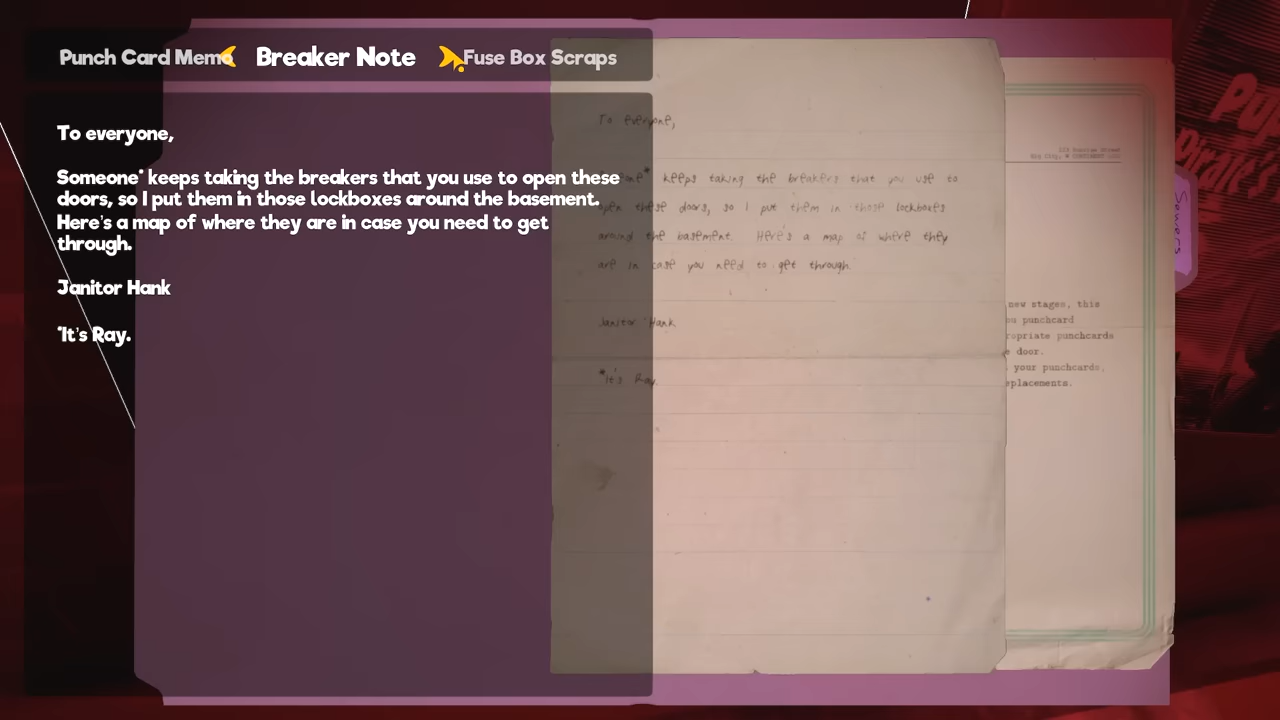 Punch Card Memo
Breaker Note
Fuse Box Scraps
To everyone,
Someone* keeps taking the breakers that you use to open these
doors, so I put them in those lockboxes around the basement.
Here's a map of where they are in case you need to get
through.
Janitor Hank
*It's Ray.
To everyone,
Someone* keeps taking the breakers that you use to
open these doors, so I put them in those lockboxes
around the basement. Here's a map of where they
are in case you need to get through.
Janitor Hank
*It's Ray.
new stages, this
ou punchcard
ropriate punchcards
e door.
your punchcards,
eplacements.
Sewers